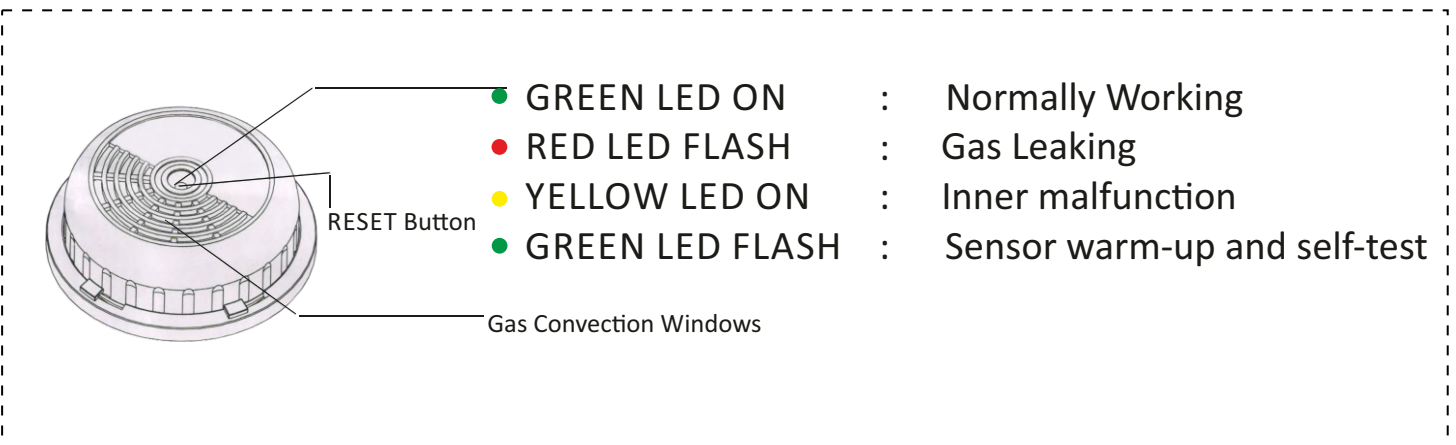 GREEN LED ON : Normally Working
RED LED FLASH : Gas Leaking
YELLOW LED ON : Inner malfunction
RESET Button
GREEN LED FLASH : Sensor warm-up and self-test
Gas Convection Windows